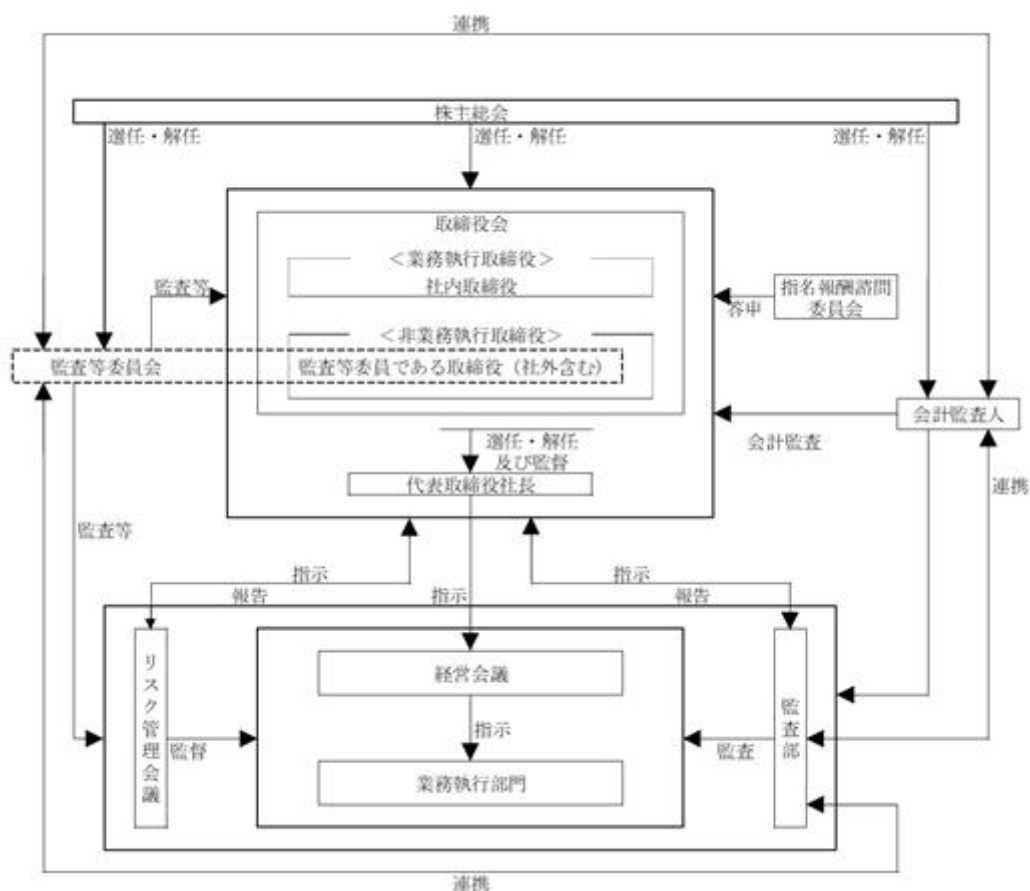 連携
株主総会
選任・解任
選任・解任
選任・解任
取締役会
＜業務執行取締役＞
社内取締役
監査等
指名報酬諮問
委員会
答申
＜非業務執行取締役＞
監査等委員会
監査等委員である取締役（社外含む）
会計監査人
選任・解任
及び監督
会計監査
代表取締役社長
連携
監査等
指示
報告
指示
指示
報告
リスク管理会議
経営会議
監査部
指示
監督
監査
業務執行部門
連携